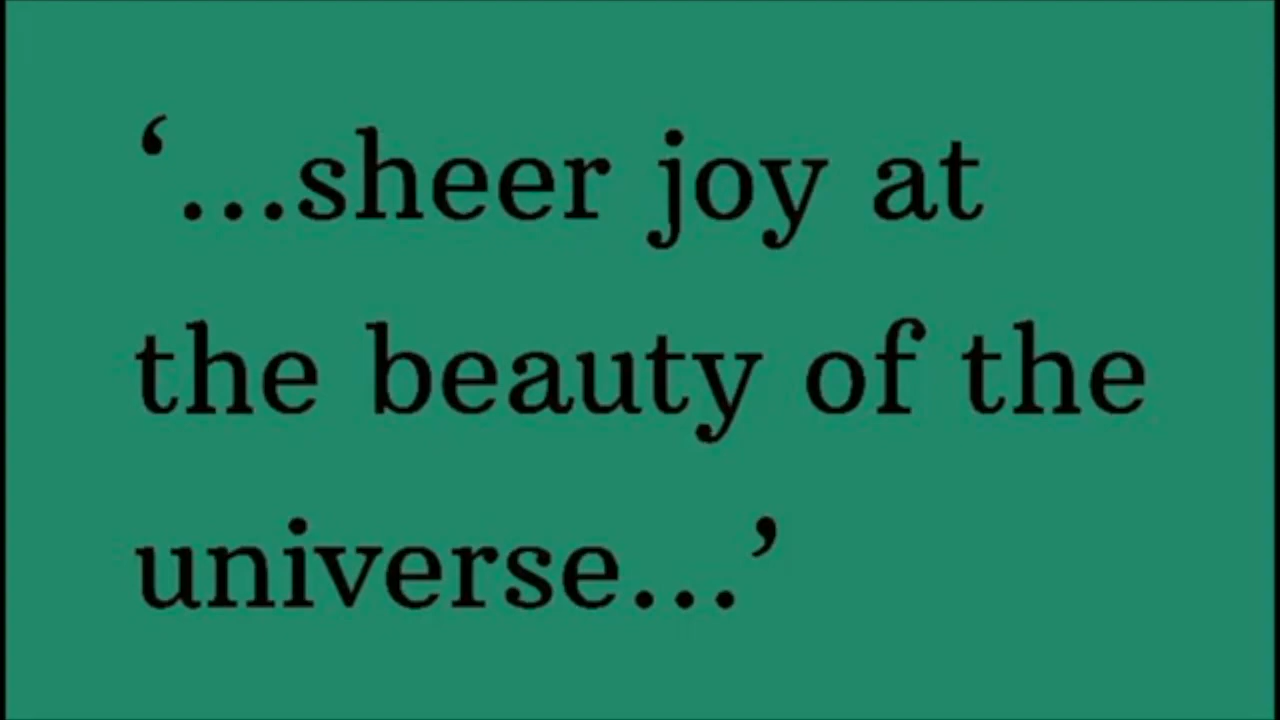 ‘...sheer joy at
the beauty of the
universe...’